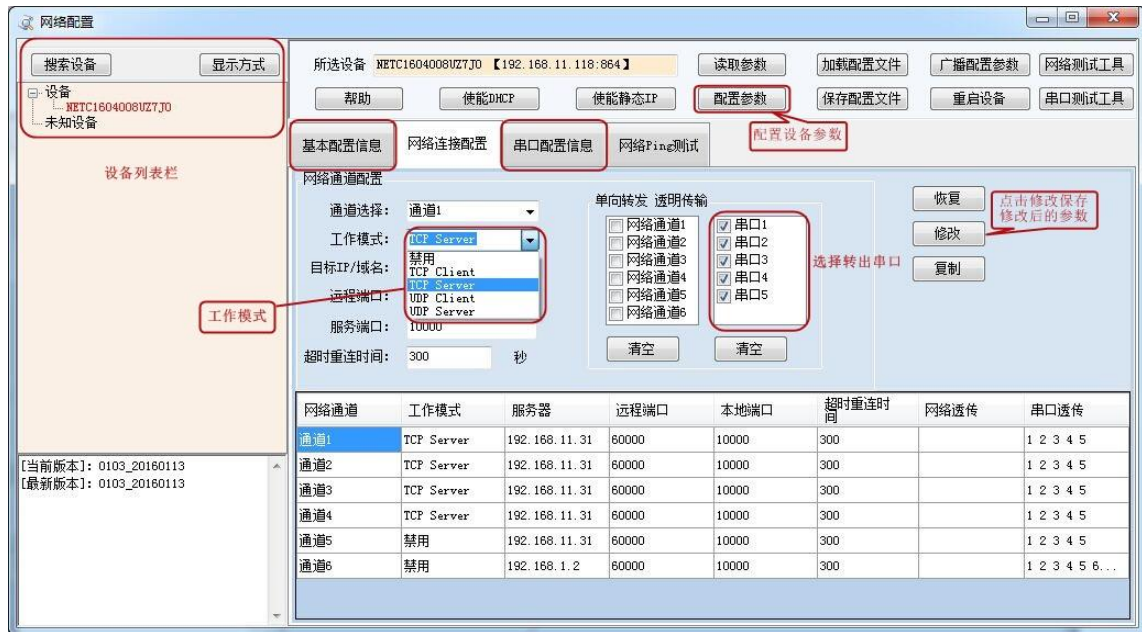 网络配置
搜索设备 显示方式
设备
NETC1604008UZ7J0
未知设备
设备列表栏
所选设备 NETC1604008UZ7J0 【192.168.11.118:864】 读取参数 加载配置文件 广播配置参数 网络测试工具
帮助 使能DHCP 使能静态IP 配置参数 保存配置文件 重启设备 串口测试工具
配置设备参数
基本配置信息 网络连接配置 串口配置信息 网络Ping测试
网络通道配置
通道选择: 通道1
工作模式: TCP Server
禁用
TCP Client
TCP Server
UDP Client
UDP Server
目标IP/域名:
远程端口:
服务端口: 10000
超时重连时间: 300 秒
工作模式
单向转发 透明传输
网络通道1 串口1
网络通道2 串口2
网络通道3 串口3
网络通道4 串口4
网络通道5 串口5
网络通道6
清空 清空
选择转出串口
恢复
修改
复制
点击修改保存
修改后的参数
网络通道 工作模式 服务器 远程端口 本地端口 超时重连时间 网络透传 串口透传
通道1 TCP Server 192.168.11.31 60000 10000 300 1 2 3 4 5
通道2 TCP Server 192.168.11.31 60000 10000 300 1 2 3 4 5
通道3 TCP Server 192.168.11.31 60000 10000 300 1 2 3 4 5
通道4 TCP Server 192.168.11.31 60000 10000 300 1 2 3 4 5
通道5 禁用 192.168.11.31 60000 10000 300 1 2 3 4 5
通道6 禁用 192.168.1.2 60000 10000 300 1 2 3 4 5 6...
[当前版本]: 0103_20160113
[最新版本]: 0103_20160113